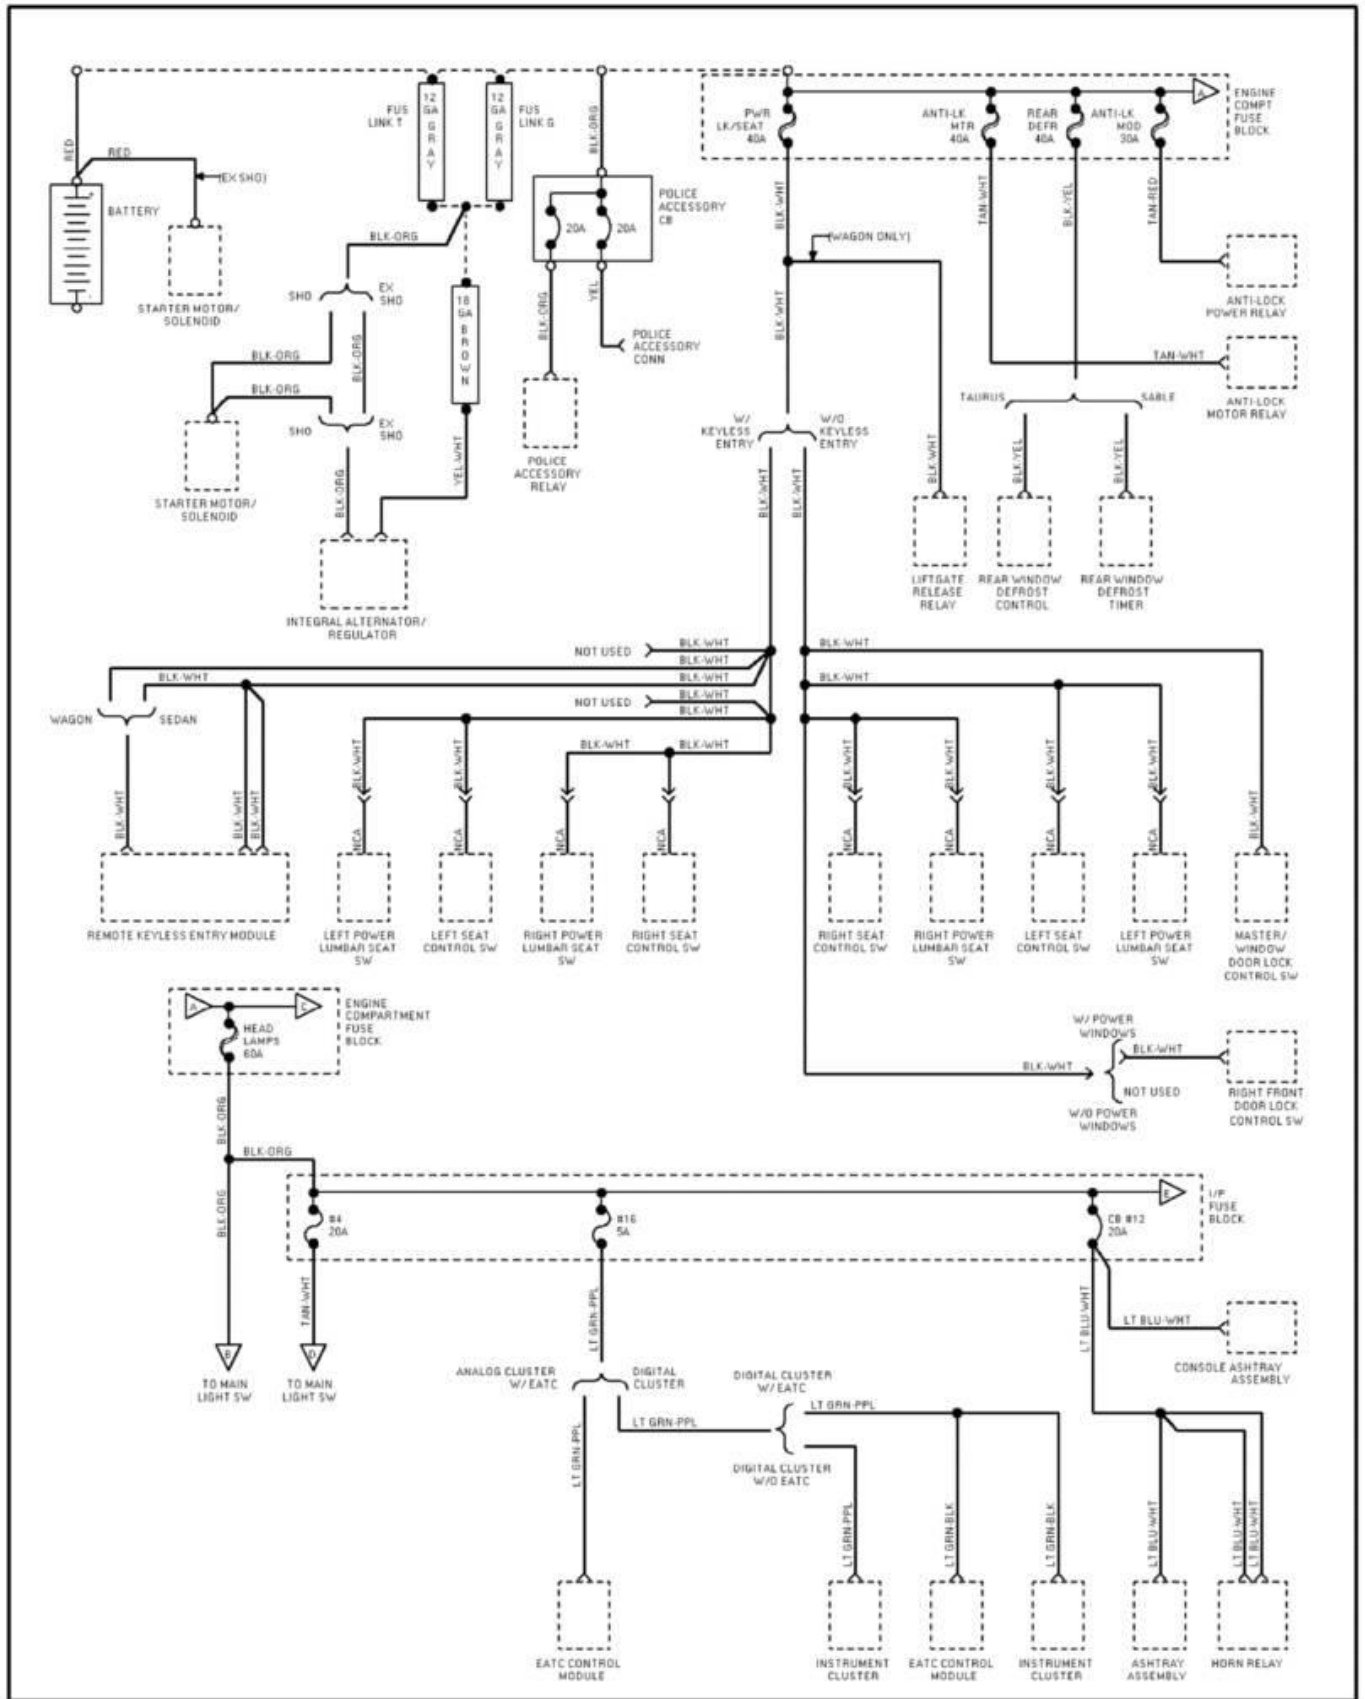 RED
RED
(EX SHO)
+
-
BATTERY
STARTER MOTOR/
SOLENOID
FUS
LINK T
12
GA
G
R
A
Y
12
GA
G
R
A
Y
FUS
LINK G
BLK-ORG
POLICE
ACCESSORY
CB
20A
20A
BLK-ORG
YEL
POLICE
ACCESSORY
CONN
POLICE
ACCESSORY
RELAY
BLK-ORG
SHO
EX
SHO
BLK-ORG
BLK-ORG
BLK-ORG
SHO
EX
SHO
STARTER MOTOR/
SOLENOID
18
GA
B
R
O
W
N
YEL-WHT
BLK-ORG
INTEGRAL ALTERNATOR/
REGULATOR
PWR
LK/SEAT
40A
ANTI-LK
MTR
40A
REAR
DEFR
40A
ANTI-LK
MOD
30A
A
ENGINE
COMPT
FUSE
BLOCK
BLK-WHT
TAN-WHT
BLK-YEL
TAN-RED
(WAGON ONLY)
BLK-WHT
ANTI-LOCK
POWER RELAY
TAN-WHT
ANTI-LOCK
MOTOR RELAY
TAURUS
SABLE
W/
KEYLESS
ENTRY
W/O
KEYLESS
ENTRY
BLK-WHT
BLK-WHT
BLK-WHT
BLK-YEL
BLK-YEL
LIFTGATE
RELEASE
RELAY
REAR WINDOW
DEFROST
CONTROL
REAR WINDOW
DEFROST
TIMER
NOT USED
BLK-WHT
BLK-WHT
BLK-WHT
BLK-WHT
NOT USED
BLK-WHT
BLK-WHT
BLK-WHT
BLK-WHT
WAGON
SEDAN
BLK-WHT
BLK-WHT
BLK-WHT
BLK-WHT
BLK-WHT
BLK-WHT
BLK-WHT
BLK-WHT
BLK-WHT
BLK-WHT
BLK-WHT
BLK-WHT
NCA
NCA
NCA
NCA
NCA
NCA
NCA
NCA
BLK-WHT
REMOTE KEYLESS ENTRY MODULE
LEFT POWER
LUMBAR SEAT
SW
LEFT SEAT
CONTROL SW
RIGHT POWER
LUMBAR SEAT
SW
RIGHT SEAT
CONTROL SW
RIGHT SEAT
CONTROL SW
RIGHT POWER
LUMBAR SEAT
SW
LEFT SEAT
CONTROL SW
LEFT POWER
LUMBAR SEAT
SW
MASTER/
WINDOW
DOOR LOCK
CONTROL SW
A
C
ENGINE
COMPARTMENT
FUSE
BLOCK
HEAD
LAMPS
60A
W/ POWER
WINDOWS
BLK-WHT
BLK-WHT
NOT USED
W/O POWER
WINDOWS
RIGHT FRONT
DOOR LOCK
CONTROL SW
BLK-ORG
BLK-ORG
BLK-ORG
#4
20A
#16
5A
CB #12
20A
E
I/P
FUSE
BLOCK
TAN-WHT
B
D
TO MAIN
LIGHT SW
TO MAIN
LIGHT SW
LT GRN-PPL
LT BLU-WHT
LT BLU-WHT
CONSOLE ASHTRAY
ASSEMBLY
ANALOG CLUSTER
W/ EATC
DIGITAL
CLUSTER
DIGITAL CLUSTER
W/ EATC
LT GRN-PPL
LT GRN-PPL
LT GRN-PPL
DIGITAL CLUSTER
W/O EATC
LT GRN-PPL
LT GRN-BLK
LT GRN-BLK
LT BLU-WHT
LT BLU-WHT
LT BLU-WHT
EATC CONTROL
MODULE
INSTRUMENT
CLUSTER
EATC CONTROL
MODULE
INSTRUMENT
CLUSTER
ASHTRAY
ASSEMBLY
HORN RELAY